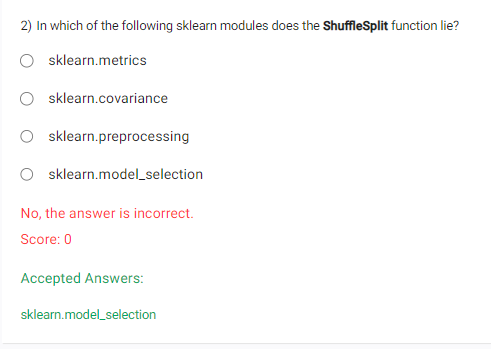 2) In which of the following sklearn modules does the ShuffleSplit function lie?
sklearn.metrics
sklearn.covariance
sklearn.preprocessing
sklearn.model_selection
No, the answer is incorrect.
Score: 0
Accepted Answers:
sklearn.model_selection